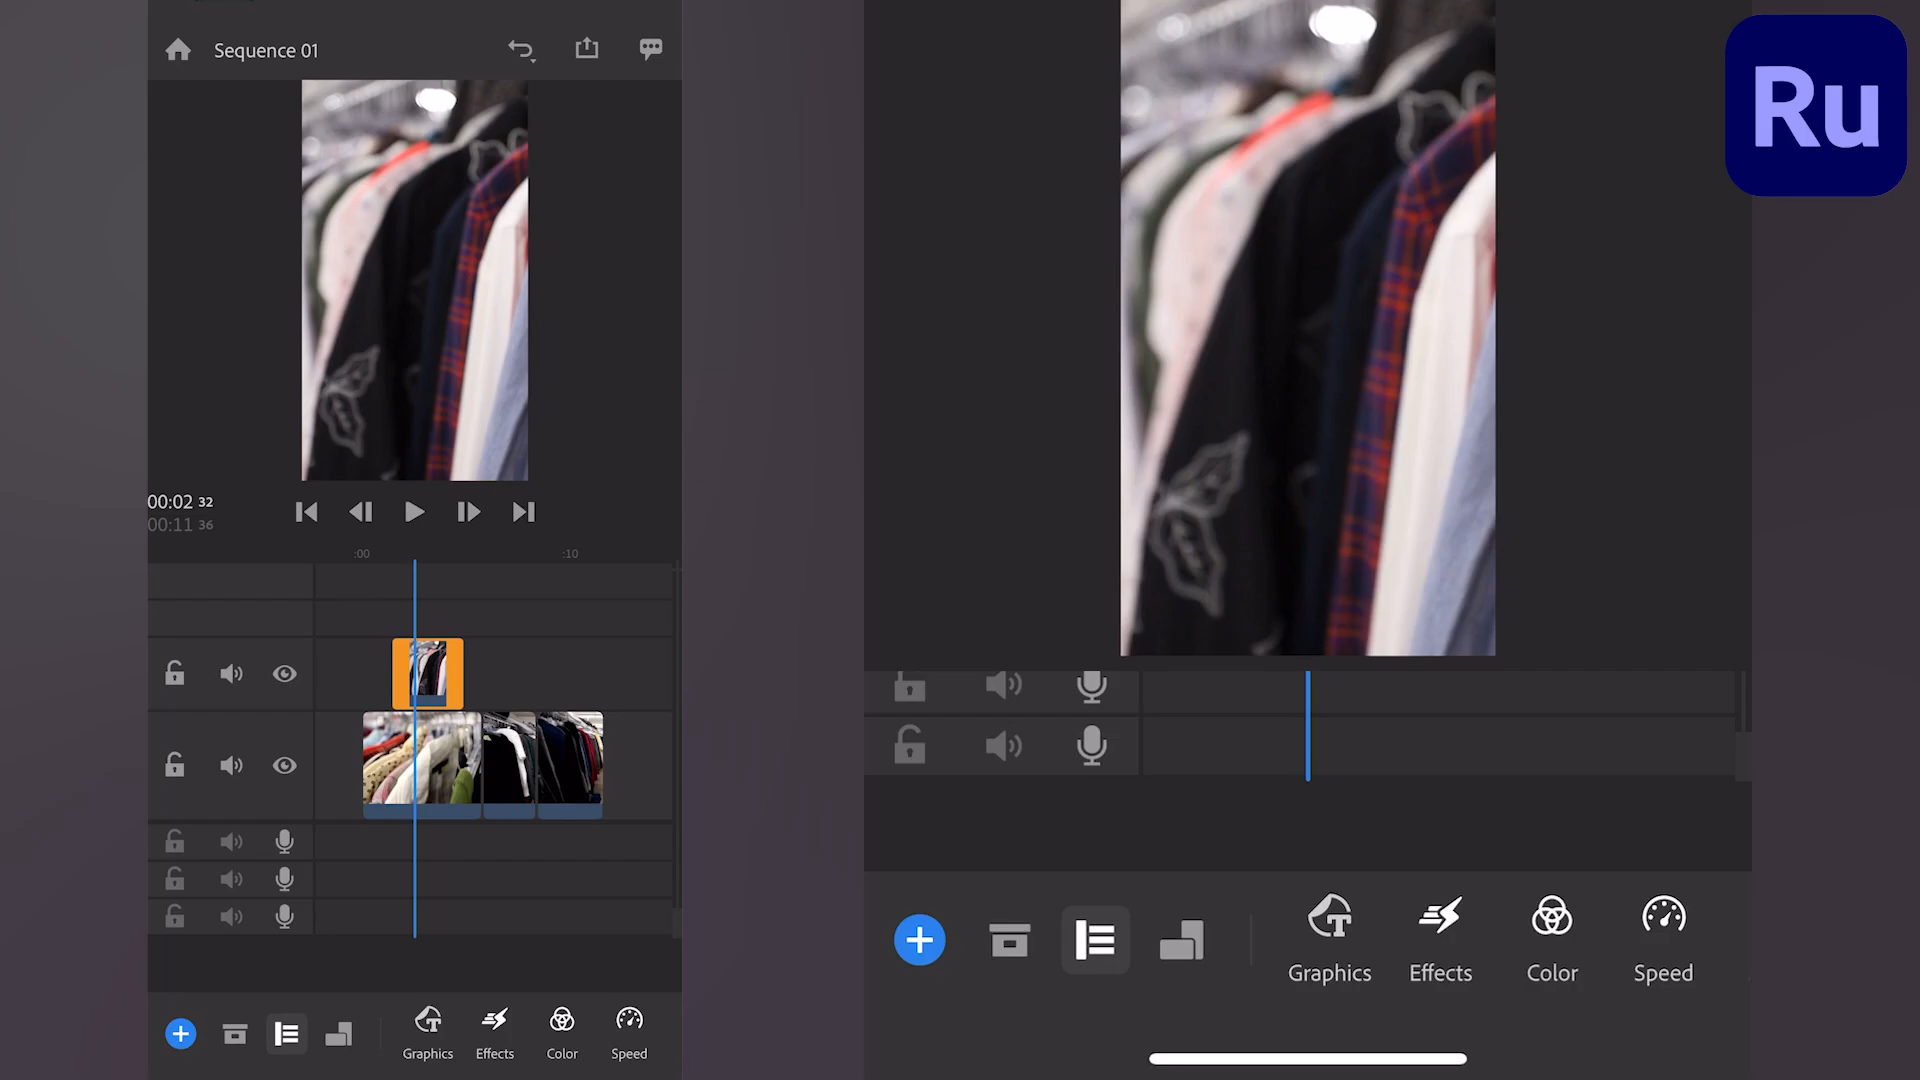 Sequence 01
Ru
00:02 32
00:11 36
:00
:10
Graphics
Effects
Color
Speed
Graphics
Effects
Color
Speed